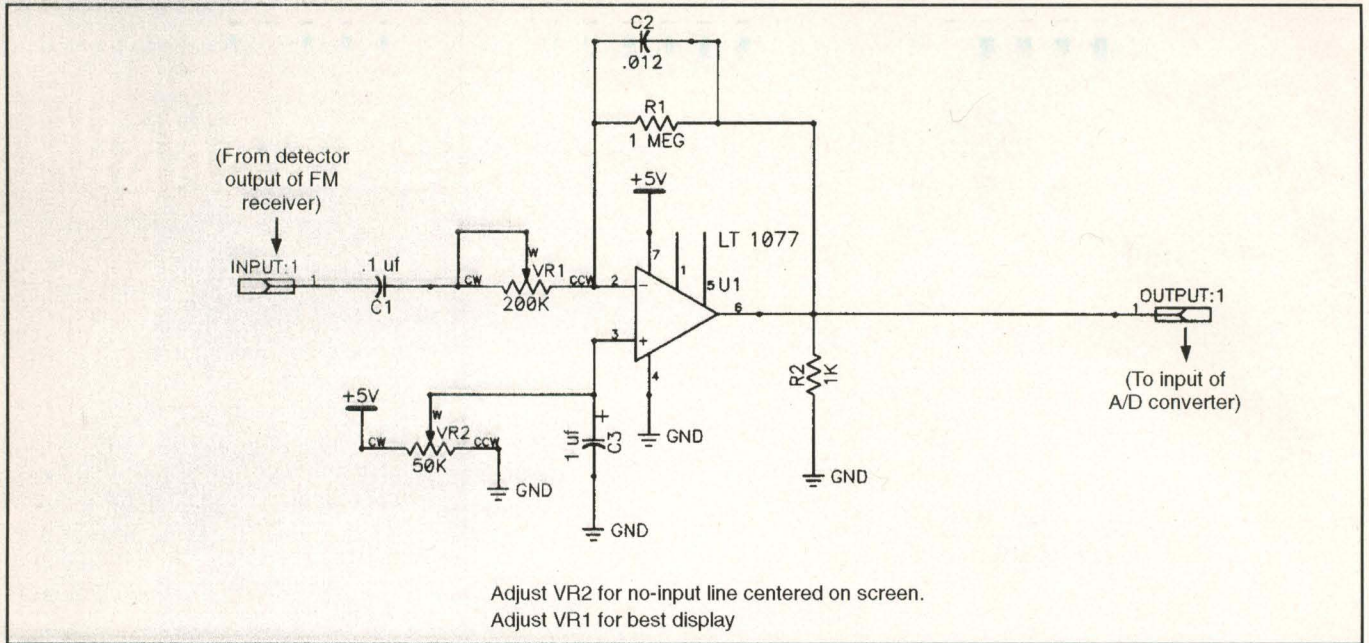 C2
.012
R1
1 MEG
(From detector
output of FM
receiver)
+5V
LT 1077
W
7
1
INPUT:1
1
.1 uf
C1
CW
VR1
CCW
200K
2
−
5
U1
6
1
OUTPUT:1
3
+
4
R2
1K
(To input of
A/D converter)
+5V
W
CW
VR2
CCW
50K
+
1 uf
C3
GND
GND
GND
GND
Adjust VR2 for no-input line centered on screen.
Adjust VR1 for best display